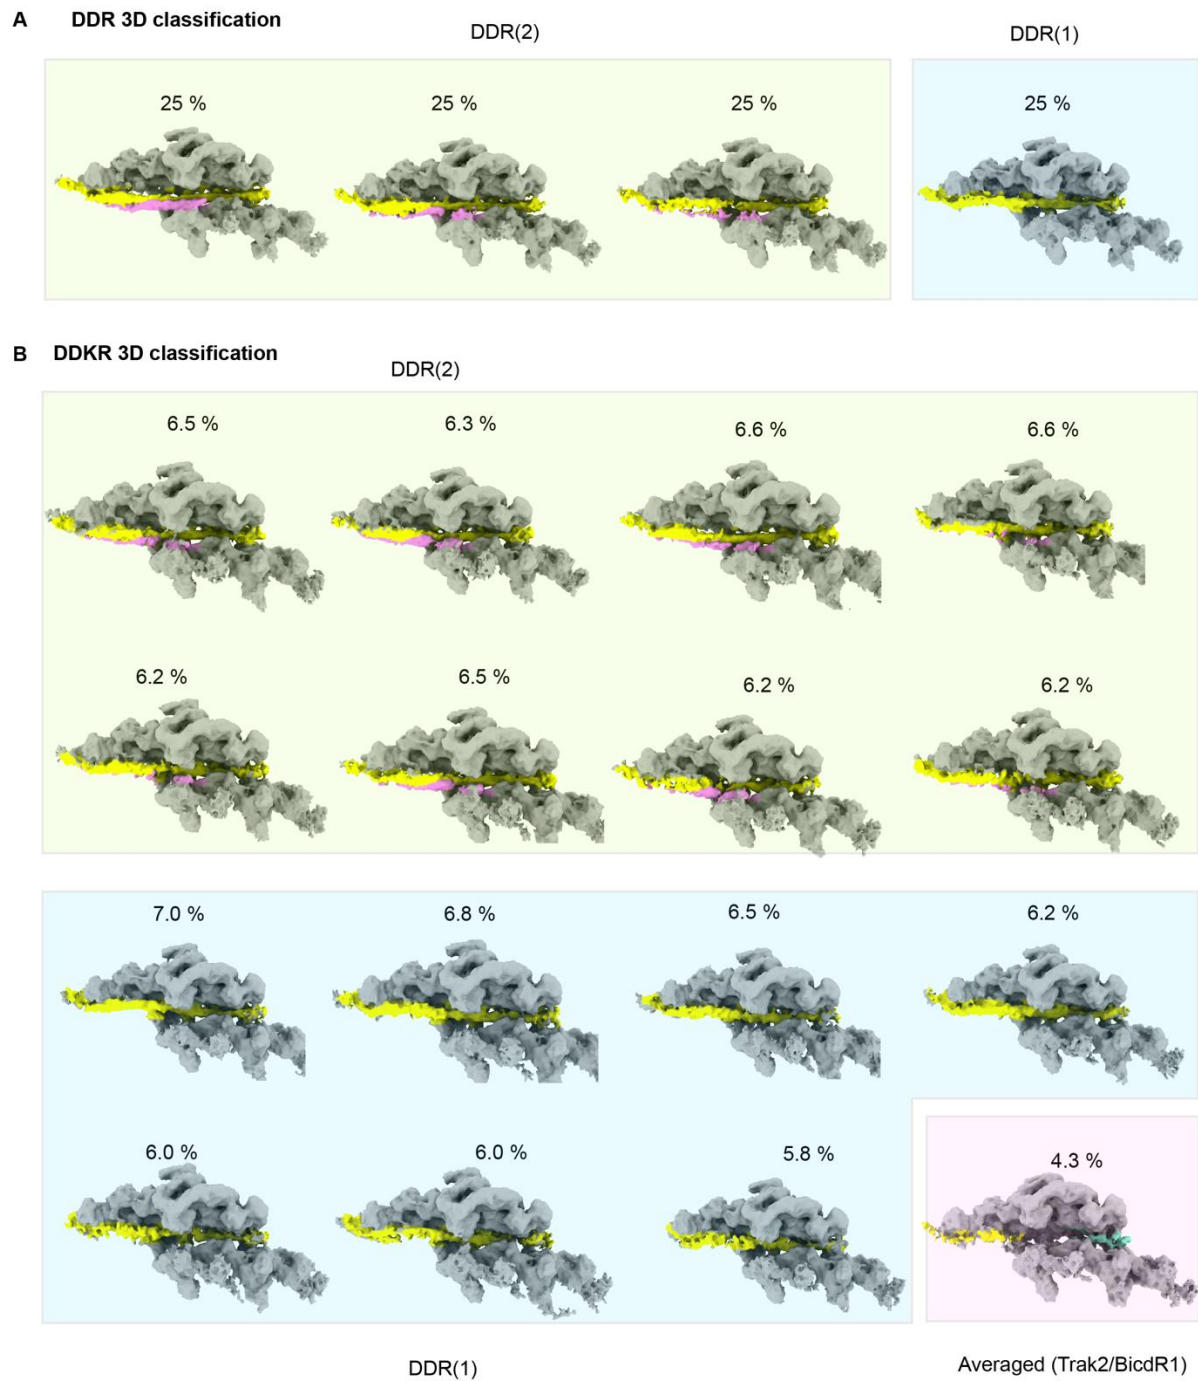 A DDR 3D classification
DDR(2)
DDR(1)
25 %
25 %
25 %
25 %
B DDKR 3D classification
DDR(2)
6.5 %
6.3 %
6.6 %
6.6 %
6.2 %
6.5 %
6.2 %
6.2 %
7.0 %
6.8 %
6.5 %
6.2 %
6.0 %
6.0 %
5.8 %
4.3 %
DDR(1)
Averaged (Trak2/BicdR1)